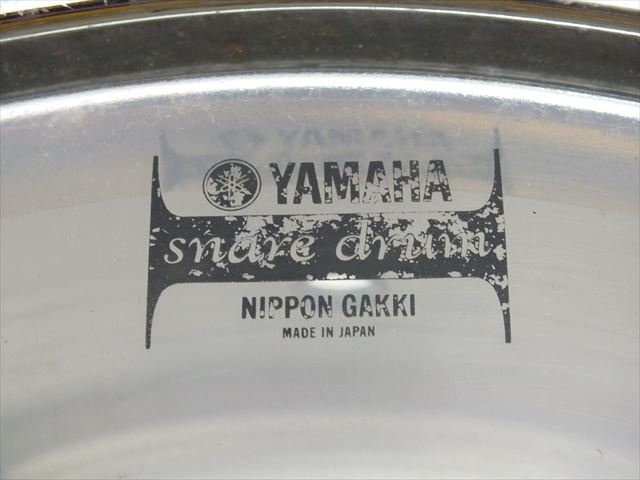 YAMAHA
snare drum
NIPPON GAKKI
MADE IN JAPAN